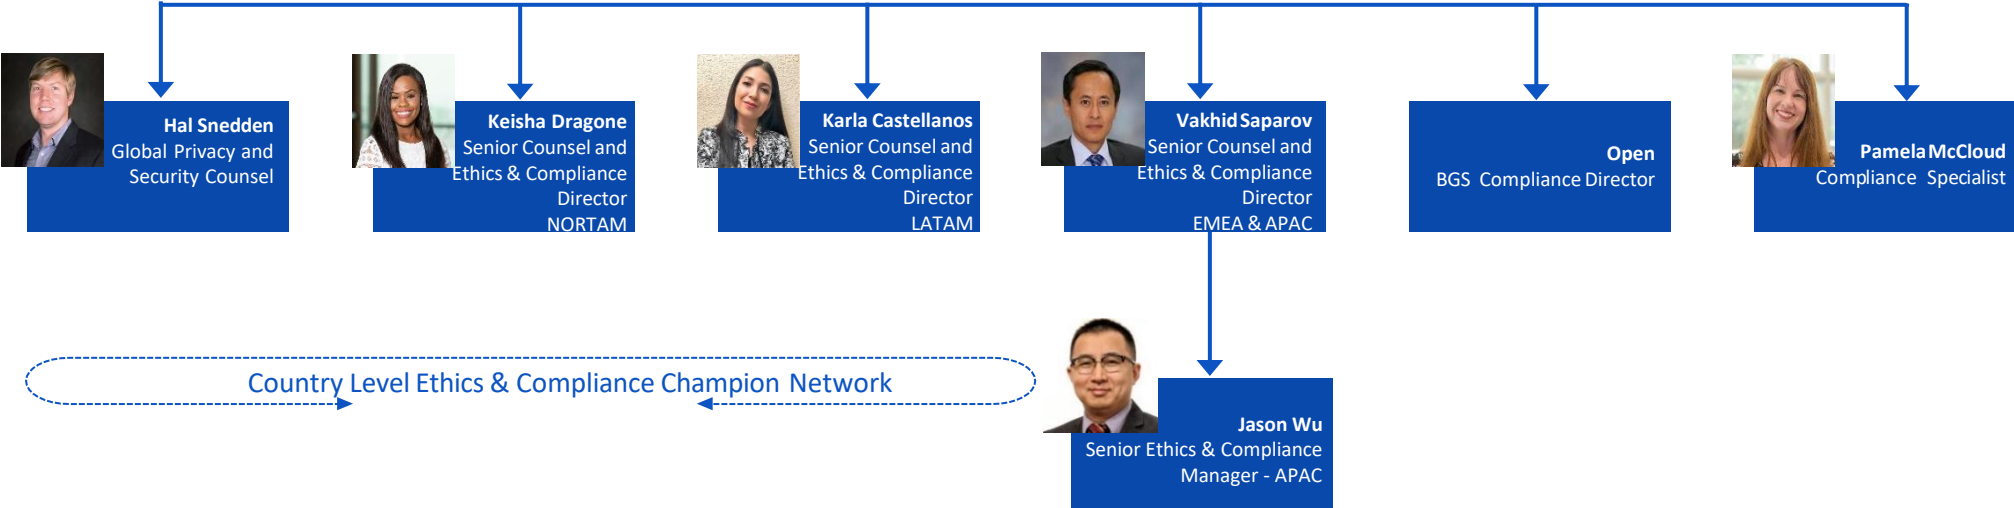 Hal Snedden
Global Privacy and
Security Counsel
Keisha Dragone
Senior Counsel and
Ethics & Compliance
Director
NORTAM
Karla Castellanos
Senior Counsel and
Ethics & Compliance
Director
LATAM
Vakhid Saparov
Senior Counsel and
Ethics & Compliance
Director
EMEA & APAC
Open
BGS Compliance Director
Pamela McCloud
Compliance Specialist
Country Level Ethics & Compliance Champion Network
Jason Wu
Senior Ethics & Compliance
Manager - APAC